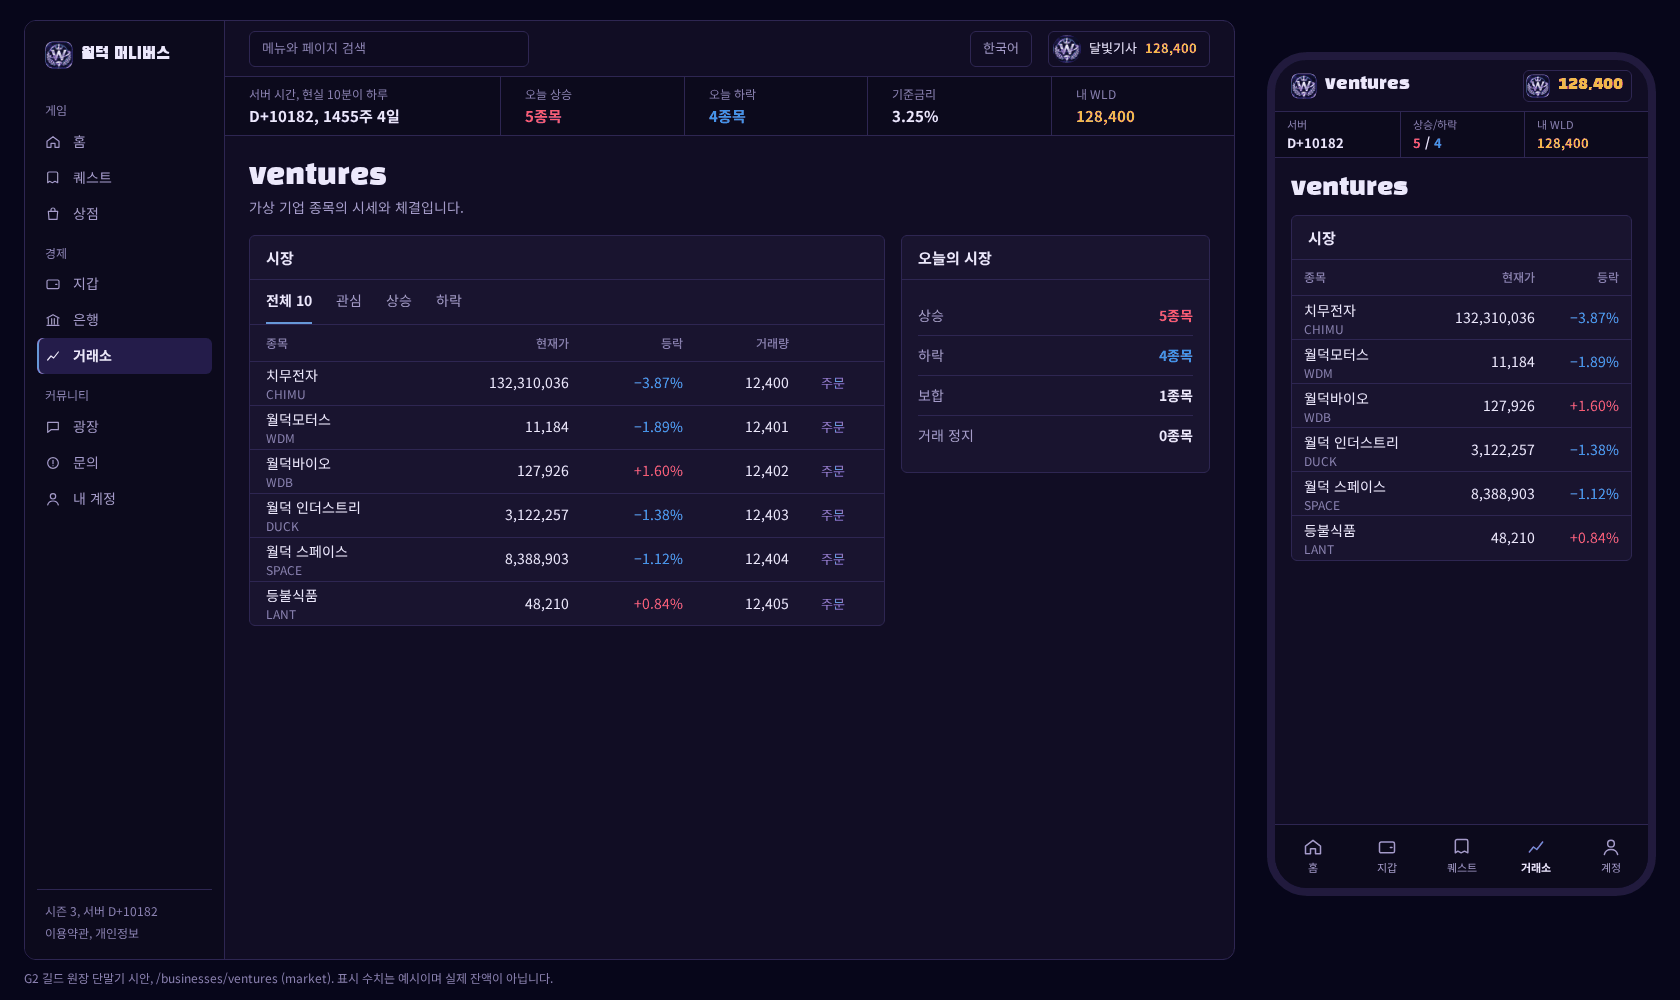 월덕 머니버스
게임
홈
퀘스트
상점
경제
지갑
은행
거래소
커뮤니티
광장
문의
내 계정
시즌 3, 서버 D+10182
이용약관, 개인정보
메뉴와 페이지 검색
한국어
달빛기사 128,400
서버 시간, 현실 10분이 하루
D+10182, 1455주 4일
오늘 상승
5종목
오늘 하락
4종목
기준금리
3.25%
내 WLD
128,400
ventures
가상 기업 종목의 시세와 체결입니다.
시장
전체 10 관심 상승 하락
종목 현재가 등락 거래량
치무전자 132,310,036 −3.87% 12,400 주문
CHIMU
월덕모터스 11,184 −1.89% 12,401 주문
WDM
월덕바이오 127,926 +1.60% 12,402 주문
WDB
월덕 인더스트리 3,122,257 −1.38% 12,403 주문
DUCK
월덕 스페이스 8,388,903 −1.12% 12,404 주문
SPACE
등불식품 48,210 +0.84% 12,405 주문
LANT
오늘의 시장
상승 5종목
하락 4종목
보합 1종목
거래 정지 0종목
ventures 128,400
서버
D+10182
상승/하락
5 / 4
내 WLD
128,400
ventures
시장
종목 현재가 등락
치무전자 132,310,036 −3.87%
CHIMU
월덕모터스 11,184 −1.89%
WDM
월덕바이오 127,926 +1.60%
WDB
월덕 인더스트리 3,122,257 −1.38%
DUCK
월덕 스페이스 8,388,903 −1.12%
SPACE
등불식품 48,210 +0.84%
LANT
홈 지갑 퀘스트 거래소 계정
G2 길드 원장 단말기 시안, /businesses/ventures (market). 표시 수치는 예시이며 실제 잔액이 아닙니다.